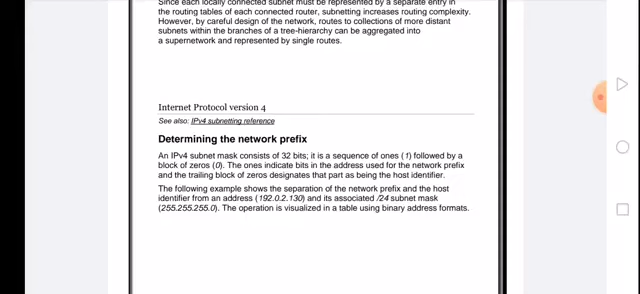 Since each locally connected subnet must be represented by a separate entry in
the routing tables of each connected router, subnetting increases routing complexity.
However, by careful design of the network, routes to collections of more distant
subnets within the branches of a tree-hierarchy can be aggregated into
a supernetwork and represented by single routes.
Internet Protocol version 4
See also: IPv4 subnetting reference
Determining the network prefix
An IPv4 subnet mask consists of 32 bits; it is a sequence of ones (1) followed by a
block of zeros (0). The ones indicate bits in the address used for the network prefix
and the trailing block of zeros designates that part as being the host identifier.
The following example shows the separation of the network prefix and the host
identifier from an address (192.0.2.130) and its associated /24 subnet mask
(255.255.255.0). The operation is visualized in a table using binary address formats.